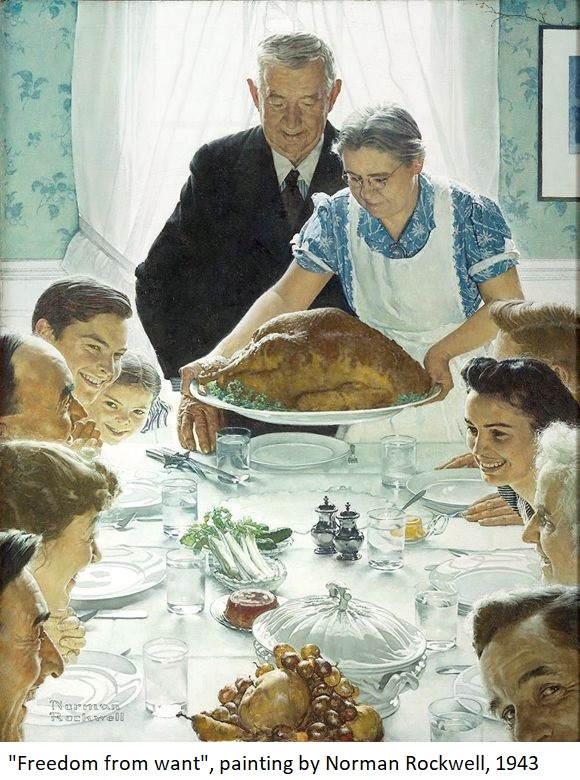 Norman
Rockwell
"Freedom from want", painting by Norman Rockwell, 1943